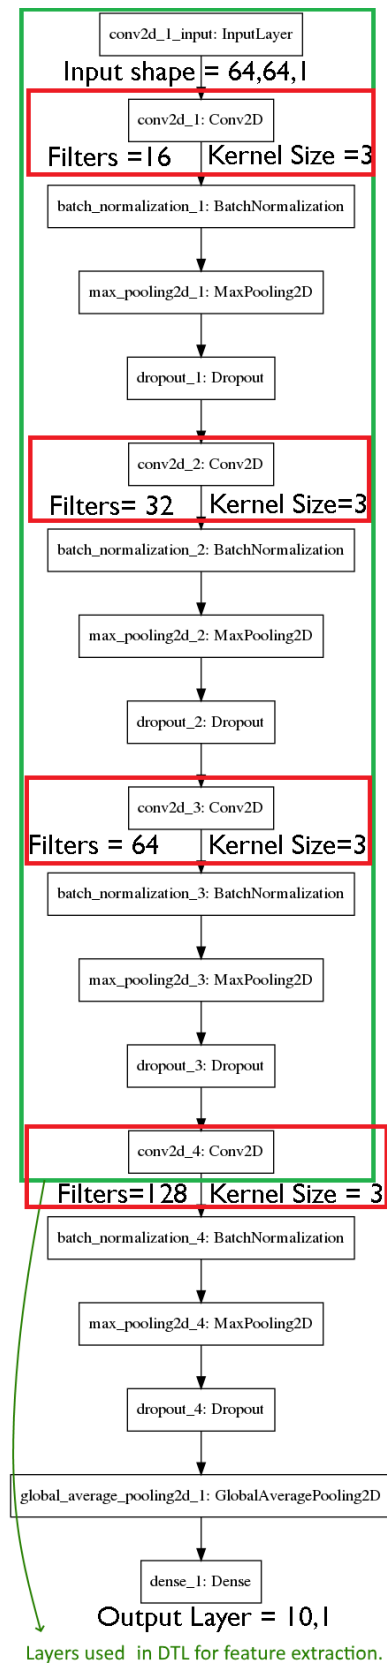 conv2d_1_input: InputLayer
Input shape = 64,64,1
conv2d_1: Conv2D
Filters =16 Kernel Size =3
batch_normalization_1: BatchNormalization
max_pooling2d_1: MaxPooling2D
dropout_1: Dropout
conv2d_2: Conv2D
Filters= 32 Kernel Size=3
batch_normalization_2: BatchNormalization
max_pooling2d_2: MaxPooling2D
dropout_2: Dropout
conv2d_3: Conv2D
Filters = 64 Kernel Size=3
batch_normalization_3: BatchNormalization
max_pooling2d_3: MaxPooling2D
dropout_3: Dropout
conv2d_4: Conv2D
Filters=128 Kernel Size = 3
batch_normalization_4: BatchNormalization
max_pooling2d_4: MaxPooling2D
dropout_4: Dropout
global_average_pooling2d_1: GlobalAveragePooling2D
dense_1: Dense
Output Layer = 10,1
Layers used in DTL for feature extraction.